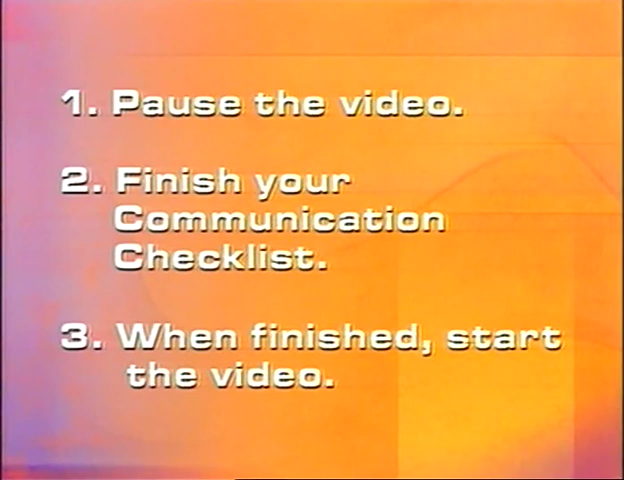 1. Pause the video.
2. Finish your
Communication
Checklist.
3. When finished, start
the video.